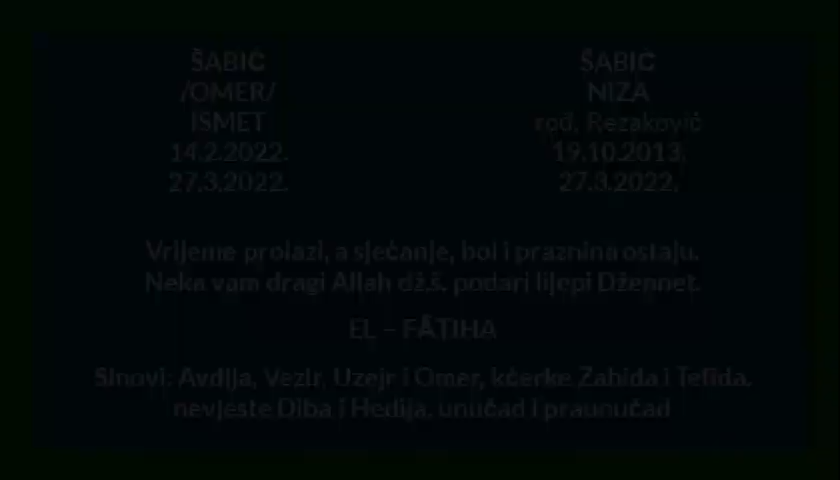 ŠABIĆ
/OMER/
ISMET
14.2.2022.
27.3.2022.
ŠABIĆ
NIZA
rođ. Rezaković
19.10.2013.
27.3.2022.
Vrijeme prolazi, a sjećanje, bol i praznina ostaju.
Neka vam dragi Allah dž.š. podari lijepi Džennet.
EL – FÂTIHA
Sinovi: Avdija, Vezir, Uzejr i Omer, kćerke Zahida i Tefida,
nevjeste Diba i Hedija, unučad i praunučad